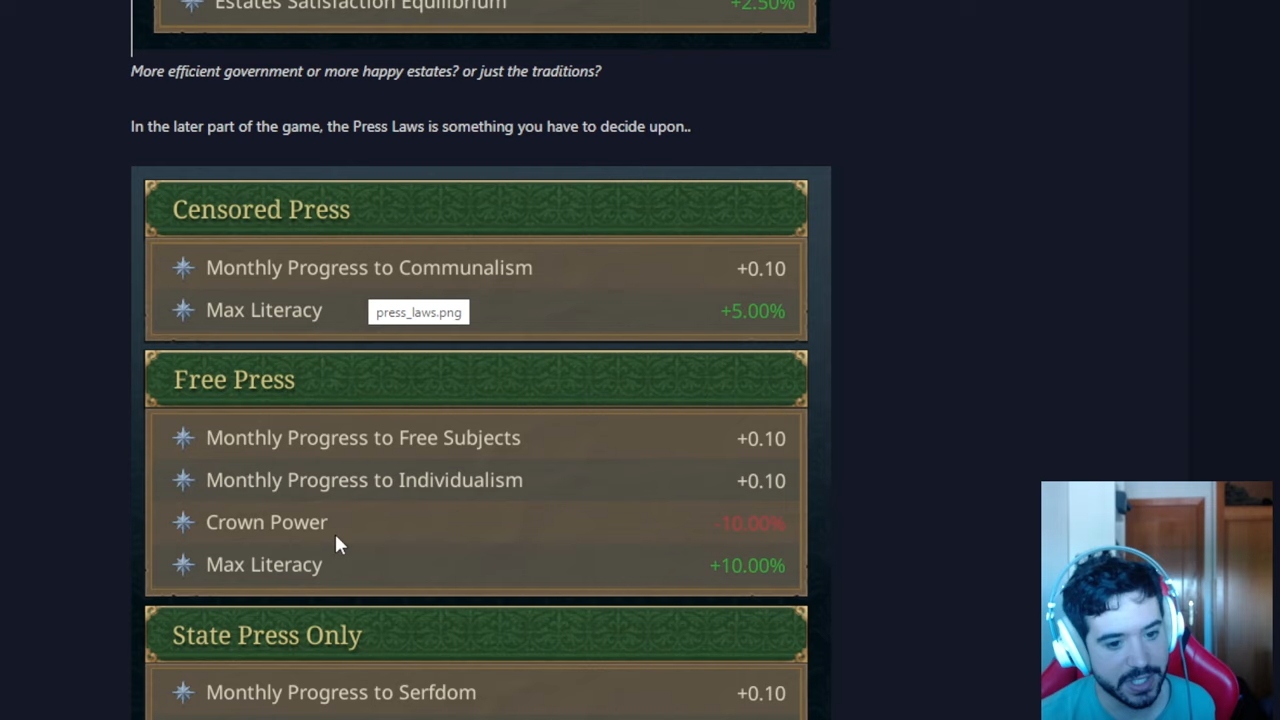 Estates Satisfaction Equilibrium +2.50%
More efficient government or more happy estates? or just the traditions?
In the later part of the game, the Press Laws is something you have to decide upon..
Censored Press
Monthly Progress to Communalism +0.10
Max Literacy +5.00%
press_laws.png
Free Press
Monthly Progress to Free Subjects +0.10
Monthly Progress to Individualism +0.10
Crown Power -10.00%
Max Literacy +10.00%
State Press Only
Monthly Progress to Serfdom +0.10